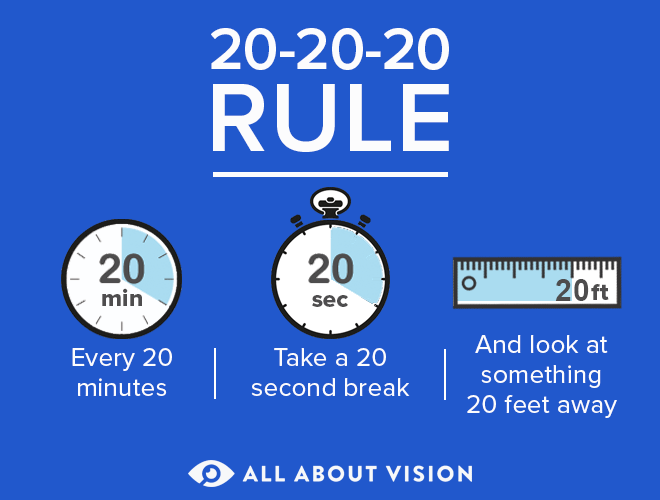 20-20-20
RULE
20
min
Every 20
minutes
20
sec
Take a 20
second break
20ft
And look at
something
20 feet away
ALL ABOUT VISION